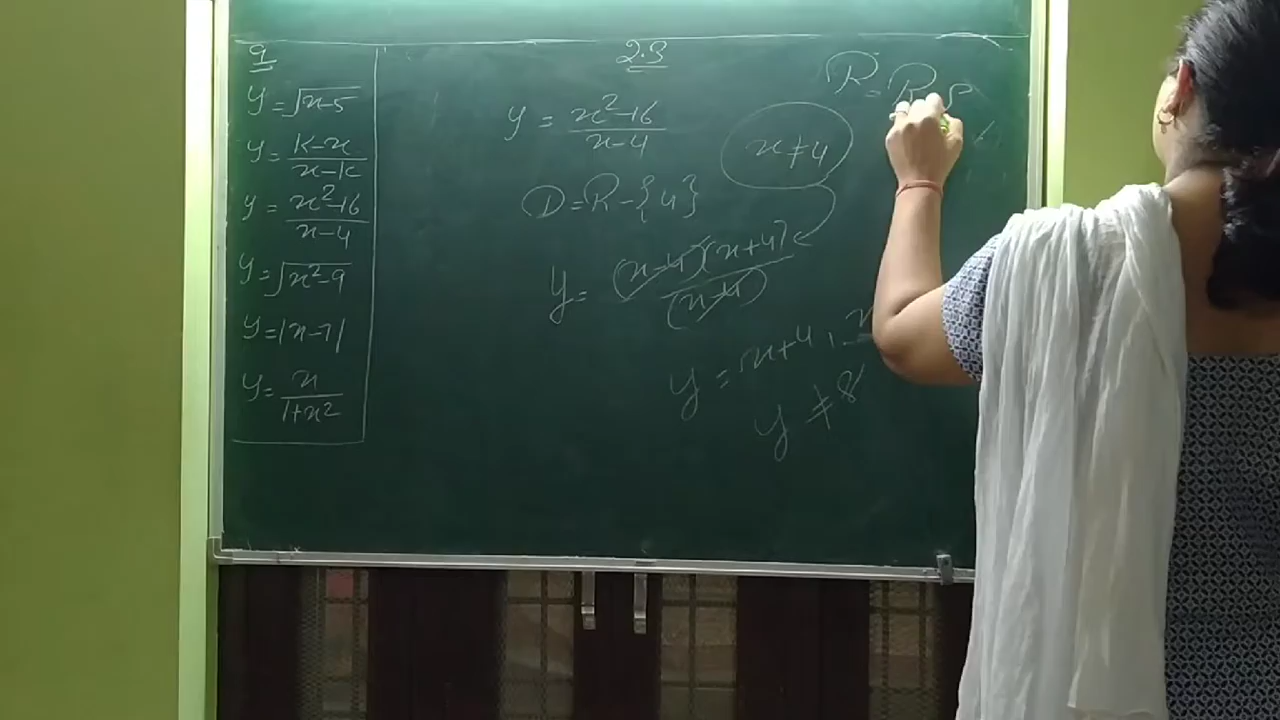 9
y = √x-5
y = k-x / x-k
y = x²-16 / x-4
y = √x²-9
y = |x-7|
y = x / 1+x²
2.3
y = x²-16 / x-4
x ≠ 4
D = R - {4}
y = (x-4)(x+4) / (x-4)
y = x+4,
y ≠ 8
R = R